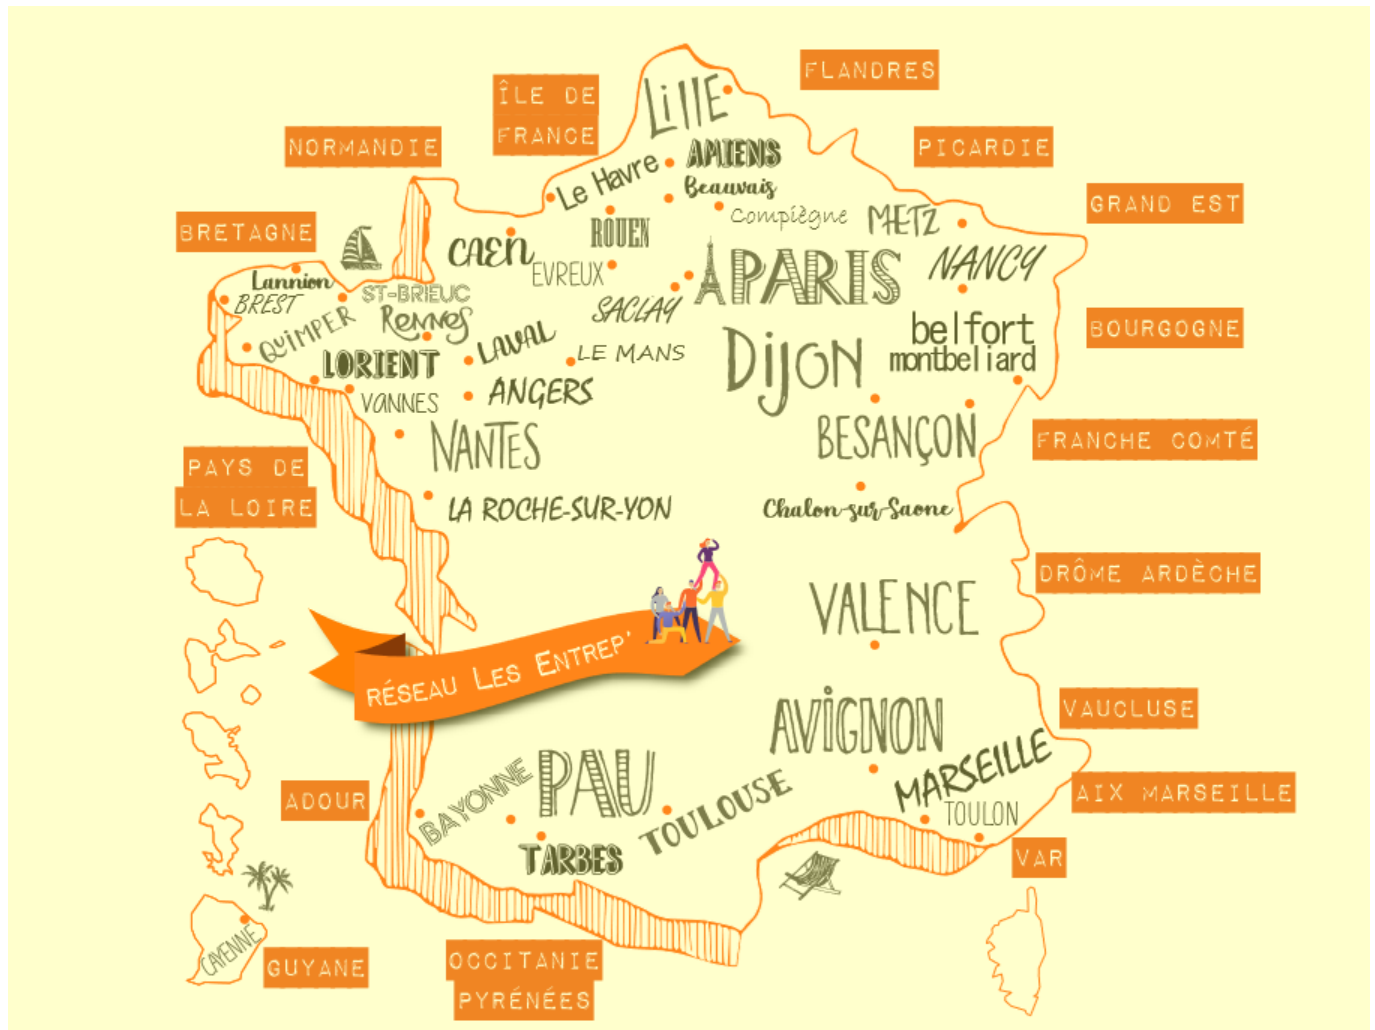 FLANDRES
ÎLE DE
FRANCE
LILLE
NORMANDIE
PICARDIE
AMIENS
Le Havre
Beauvais
GRAND EST
Compiègne
METZ
BRETAGNE
ROUEN
CAEN
NANCY
EVREUX
PARIS
Lannion
ST-BRIEUC
BREST
SACLAY
QUIMPER
Rennes
BOURGOGNE
belfort
montbeliard
LAVAL
LE MANS
DIJON
LORIENT
ANGERS
VANNES
NANTES
BESANÇON
FRANCHE COMTÉ
PAYS DE
LA LOIRE
LA ROCHE-SUR-YON
Chalon-sur-Saone
DRÔME ARDÈCHE
VALENCE
RÉSEAU LES ENTREP'
VAUCLUSE
AVIGNON
MARSEILLE
PAU
BAYONNE
TOULOUSE
ADOUR
AIX MARSEILLE
TOULON
TARBES
VAR
CAYENNE
GUYANE
OCCITANIE
PYRÉNÉES